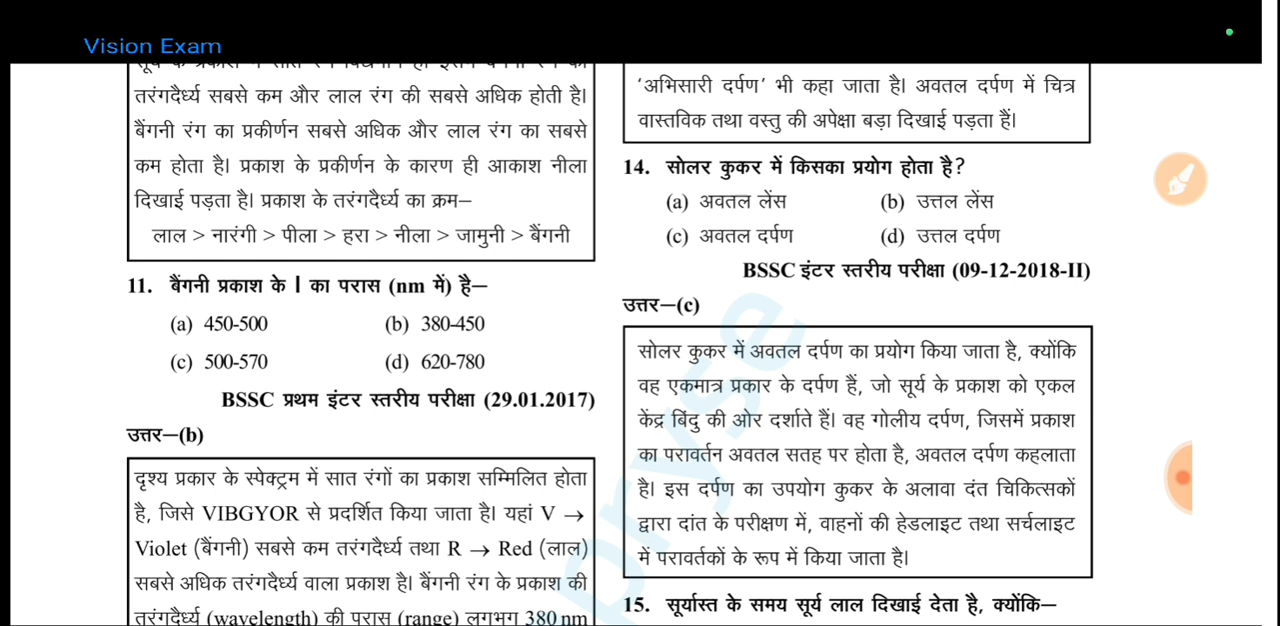 Vision Exam
तरंगदैर्ध्य सबसे कम और लाल रंग की सबसे अधिक होती है।
बैंगनी रंग का प्रकीर्णन सबसे अधिक और लाल रंग का सबसे
कम होता है। प्रकाश के प्रकीर्णन के कारण ही आकाश नीला
दिखाई पड़ता है। प्रकाश के तरंगदैर्ध्य का क्रम–
लाल > नारंगी > पीला > हरा > नीला > जामुनी > बैंगनी
11. बैंगनी प्रकाश के l का परास (nm में) है–
(a) 450-500 (b) 380-450
(c) 500-570 (d) 620-780
BSSC प्रथम इंटर स्तरीय परीक्षा (29.01.2017)
उत्तर–(b)
दृश्य प्रकार के स्पेक्ट्रम में सात रंगों का प्रकाश सम्मिलित होता
है, जिसे VIBGYOR से प्रदर्शित किया जाता है। यहां V →
Violet (बैंगनी) सबसे कम तरंगदैर्ध्य तथा R → Red (लाल)
सबसे अधिक तरंगदैर्ध्य वाला प्रकाश है। बैंगनी रंग के प्रकाश की
तरंगदैर्ध्य (wavelength) की परास (range) लगभग 380 nm
'अभिसारी दर्पण' भी कहा जाता है। अवतल दर्पण में चित्र
वास्तविक तथा वस्तु की अपेक्षा बड़ा दिखाई पड़ता हैं।
14. सोलर कुकर में किसका प्रयोग होता है?
(a) अवतल लेंस (b) उत्तल लेंस
(c) अवतल दर्पण (d) उत्तल दर्पण
BSSC इंटर स्तरीय परीक्षा (09-12-2018-II)
उत्तर–(c)
सोलर कुकर में अवतल दर्पण का प्रयोग किया जाता है, क्योंकि
वह एकमात्र प्रकार के दर्पण हैं, जो सूर्य के प्रकाश को एकल
केंद्र बिंदु की ओर दर्शाते हैं। वह गोलीय दर्पण, जिसमें प्रकाश
का परावर्तन अवतल सतह पर होता है, अवतल दर्पण कहलाता
है। इस दर्पण का उपयोग कुकर के अलावा दंत चिकित्सकों
द्वारा दांत के परीक्षण में, वाहनों की हेडलाइट तथा सर्चलाइट
में परावर्तकों के रूप में किया जाता है।
15. सूर्यास्त के समय सूर्य लाल दिखाई देता है, क्योंकि–